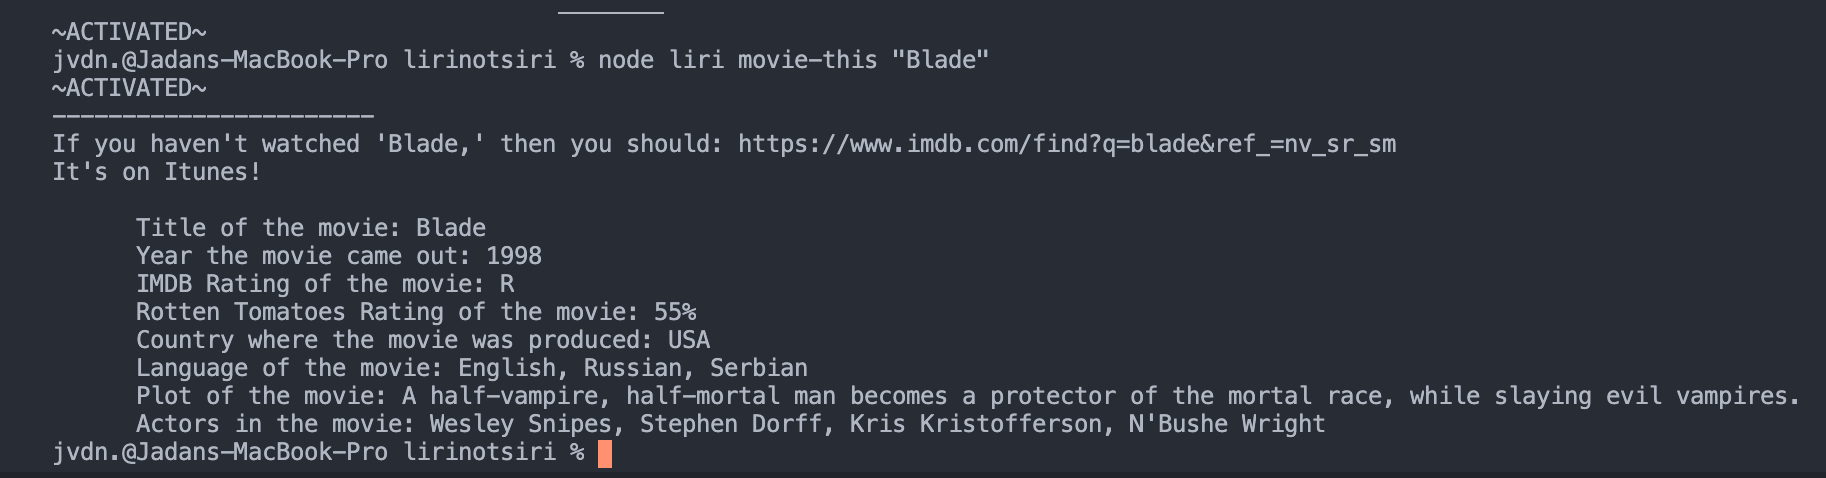 ~ACTIVATED~
jvdn.@Jadans-MacBook-Pro lirinotsiri % node liri movie-this "Blade"
~ACTIVATED~
-----------------------
If you haven't watched 'Blade,' then you should: https://www.imdb.com/find?q=blade&ref_=nv_sr_sm
It's on Itunes!
Title of the movie: Blade
Year the movie came out: 1998
IMDB Rating of the movie: R
Rotten Tomatoes Rating of the movie: 55%
Country where the movie was produced: USA
Language of the movie: English, Russian, Serbian
Plot of the movie: A half-vampire, half-mortal man becomes a protector of the mortal race, while slaying evil vampires.
Actors in the movie: Wesley Snipes, Stephen Dorff, Kris Kristofferson, N'Bushe Wright
jvdn.@Jadans-MacBook-Pro lirinotsiri %